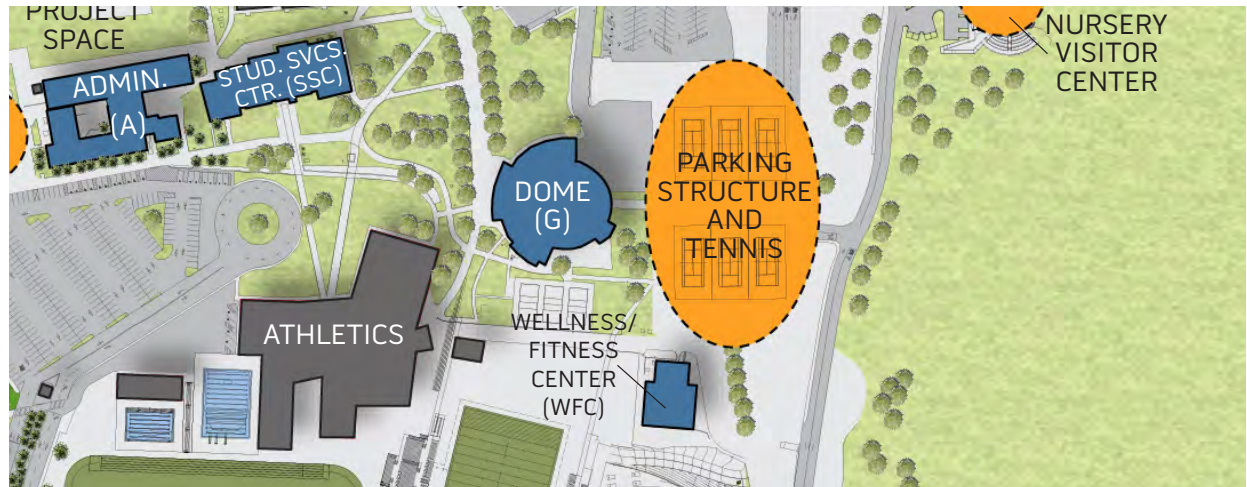 PROJECT
SPACE
ADMIN.
(A)
STUD. SVCS.
CTR. (SSC)
NURSERY
VISITOR
CENTER
DOME
(G)
PARKING
STRUCTURE
AND
TENNIS
ATHLETICS
WELLNESS/
FITNESS
CENTER
(WFC)